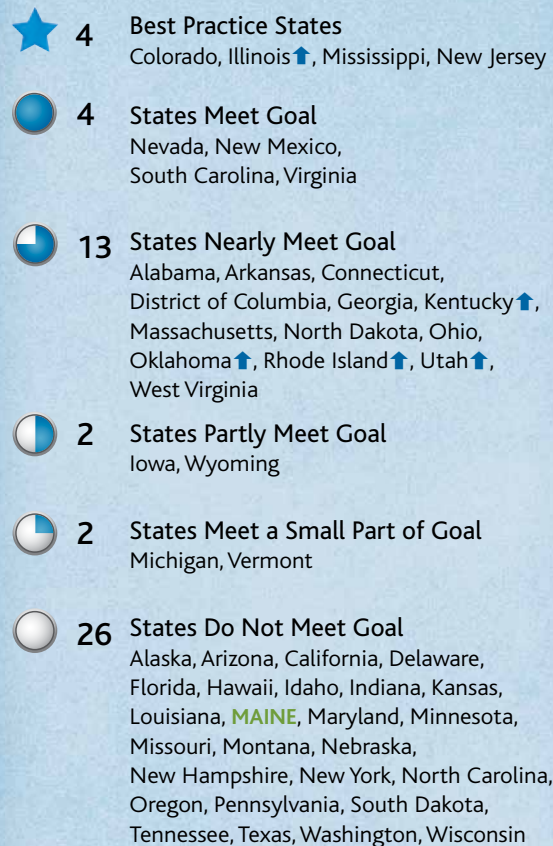 4 Best Practice States
Colorado, Illinois⬆, Mississippi, New Jersey
4 States Meet Goal
Nevada, New Mexico,
South Carolina, Virginia
13 States Nearly Meet Goal
Alabama, Arkansas, Connecticut,
District of Columbia, Georgia, Kentucky⬆,
Massachusetts, North Dakota, Ohio,
Oklahoma⬆, Rhode Island⬆, Utah⬆,
West Virginia
2 States Partly Meet Goal
Iowa, Wyoming
2 States Meet a Small Part of Goal
Michigan, Vermont
26 States Do Not Meet Goal
Alaska, Arizona, California, Delaware,
Florida, Hawaii, Idaho, Indiana, Kansas,
Louisiana, MAINE, Maryland, Minnesota,
Missouri, Montana, Nebraska,
New Hampshire, New York, North Carolina,
Oregon, Pennsylvania, South Dakota,
Tennessee, Texas, Washington, Wisconsin